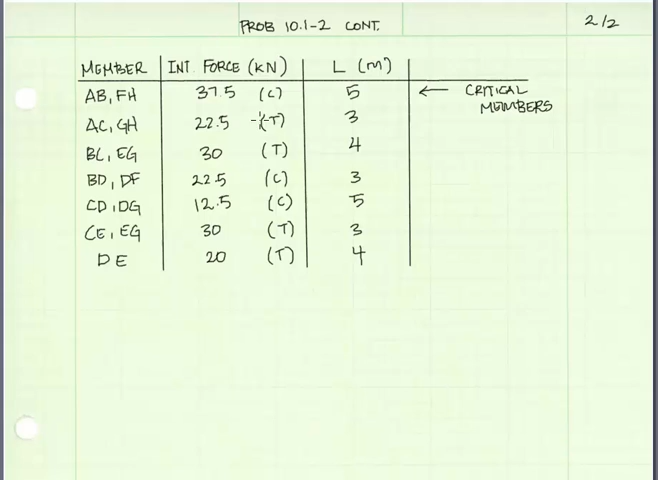 PROB 10.1-2 CONT. 2/2
MEMBER INT. FORCE (kN) L (m)
AB, FH 37.5 (C) 5 ← CRITICAL
MEMBERS
AC, GH 22.5 (T) 3
BC, EG 30 (T) 4
BD, DF 22.5 (C) 3
CD, DG 12.5 (C) 5
CE, EG 30 (T) 3
DE 20 (T) 4